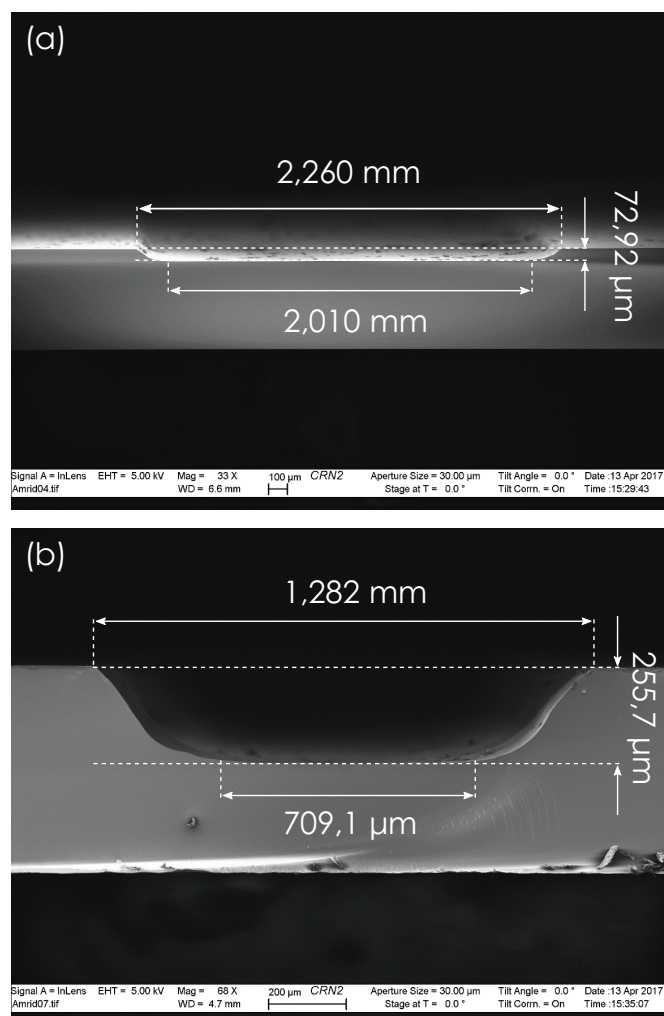 (a)
2,260 mm
72,92 µm
2,010 mm
Signal A = InLens EHT = 5.00 kV Mag = 33 X 100 µm CRN2 Aperture Size = 30.00 µm Tilt Angle = 0.0 ° Date :13 Apr 2017
Amrid04.tif WD = 6.6 mm Stage at T = 0.0 ° Tilt Corrn. = On Time :15:29:43
(b)
1,282 mm
255,7 µm
709,1 µm
Signal A = InLens EHT = 5.00 kV Mag = 68 X 200 µm CRN2 Aperture Size = 30.00 µm Tilt Angle = 0.0 ° Date :13 Apr 2017
Amrid07.tif WD = 4.7 mm Stage at T = 0.0 ° Tilt Corrn. = On Time :15:35:07